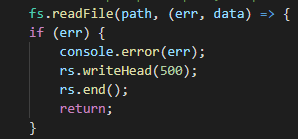 fs.readFile(path, (err, data) => {
if (err) {
console.error(err);
rs.writeHead(500);
rs.end();
return;
}